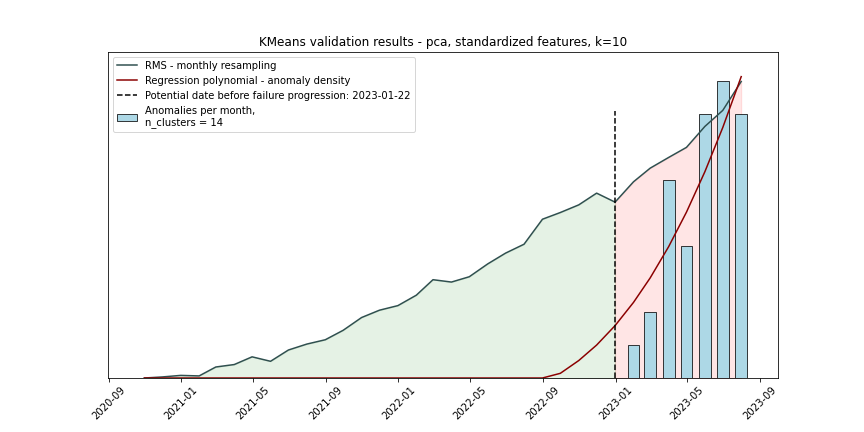 KMeans validation results - pca, standardized features, k=10
RMS - monthly resampling
Regression polynomial - anomaly density
Potential date before failure progression: 2023-01-22
Anomalies per month,
n_clusters = 14
2020-09
2021-01
2021-05
2021-09
2022-01
2022-05
2022-09
2023-01
2023-05
2023-09